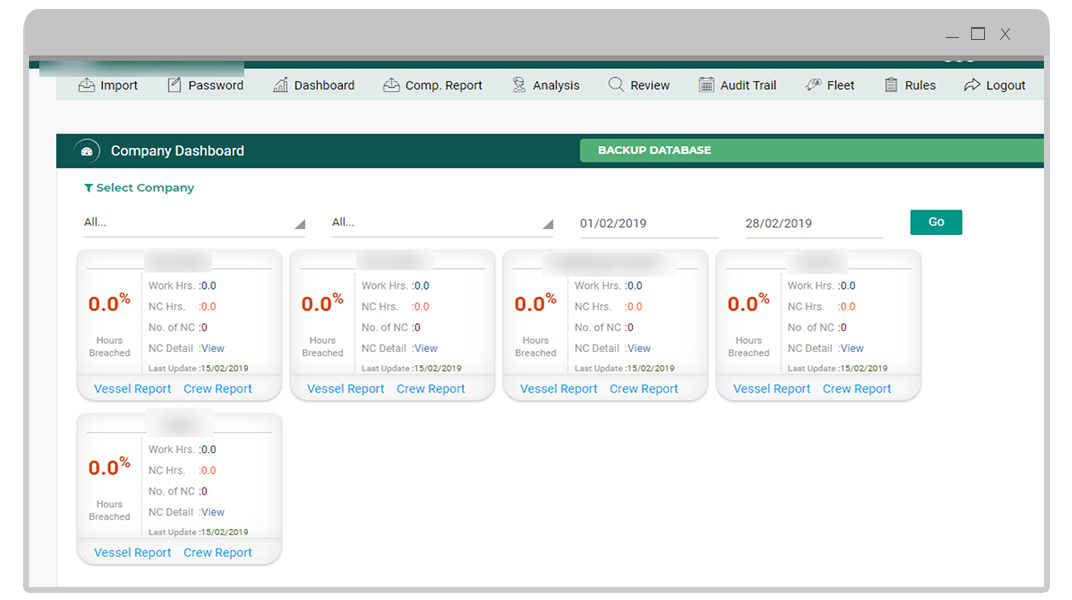 Import Password Dashboard Comp. Report Analysis Review Audit Trail Fleet Rules Logout
Company Dashboard BACKUP DATABASE
Select Company
All... All... 01/02/2019 28/02/2019 Go
0.0%
Hours
Breached
Work Hrs. :0.0
NC Hrs. :0.0
No. of NC :0
NC Detail :View
Last Update :15/02/2019
Vessel Report Crew Report
0.0%
Hours
Breached
Work Hrs. :0.0
NC Hrs. :0.0
No. of NC :0
NC Detail :View
Last Update :15/02/2019
Vessel Report Crew Report
0.0%
Hours
Breached
Work Hrs. :0.0
NC Hrs. :0.0
No. of NC :0
NC Detail :View
Last Update :15/02/2019
Vessel Report Crew Report
0.0%
Hours
Breached
Work Hrs. :0.0
NC Hrs. :0.0
No. of NC :0
NC Detail :View
Last Update :15/02/2019
Vessel Report Crew Report
0.0%
Hours
Breached
Work Hrs. :0.0
NC Hrs. :0.0
No. of NC :0
NC Detail :View
Last Update :15/02/2019
Vessel Report Crew Report